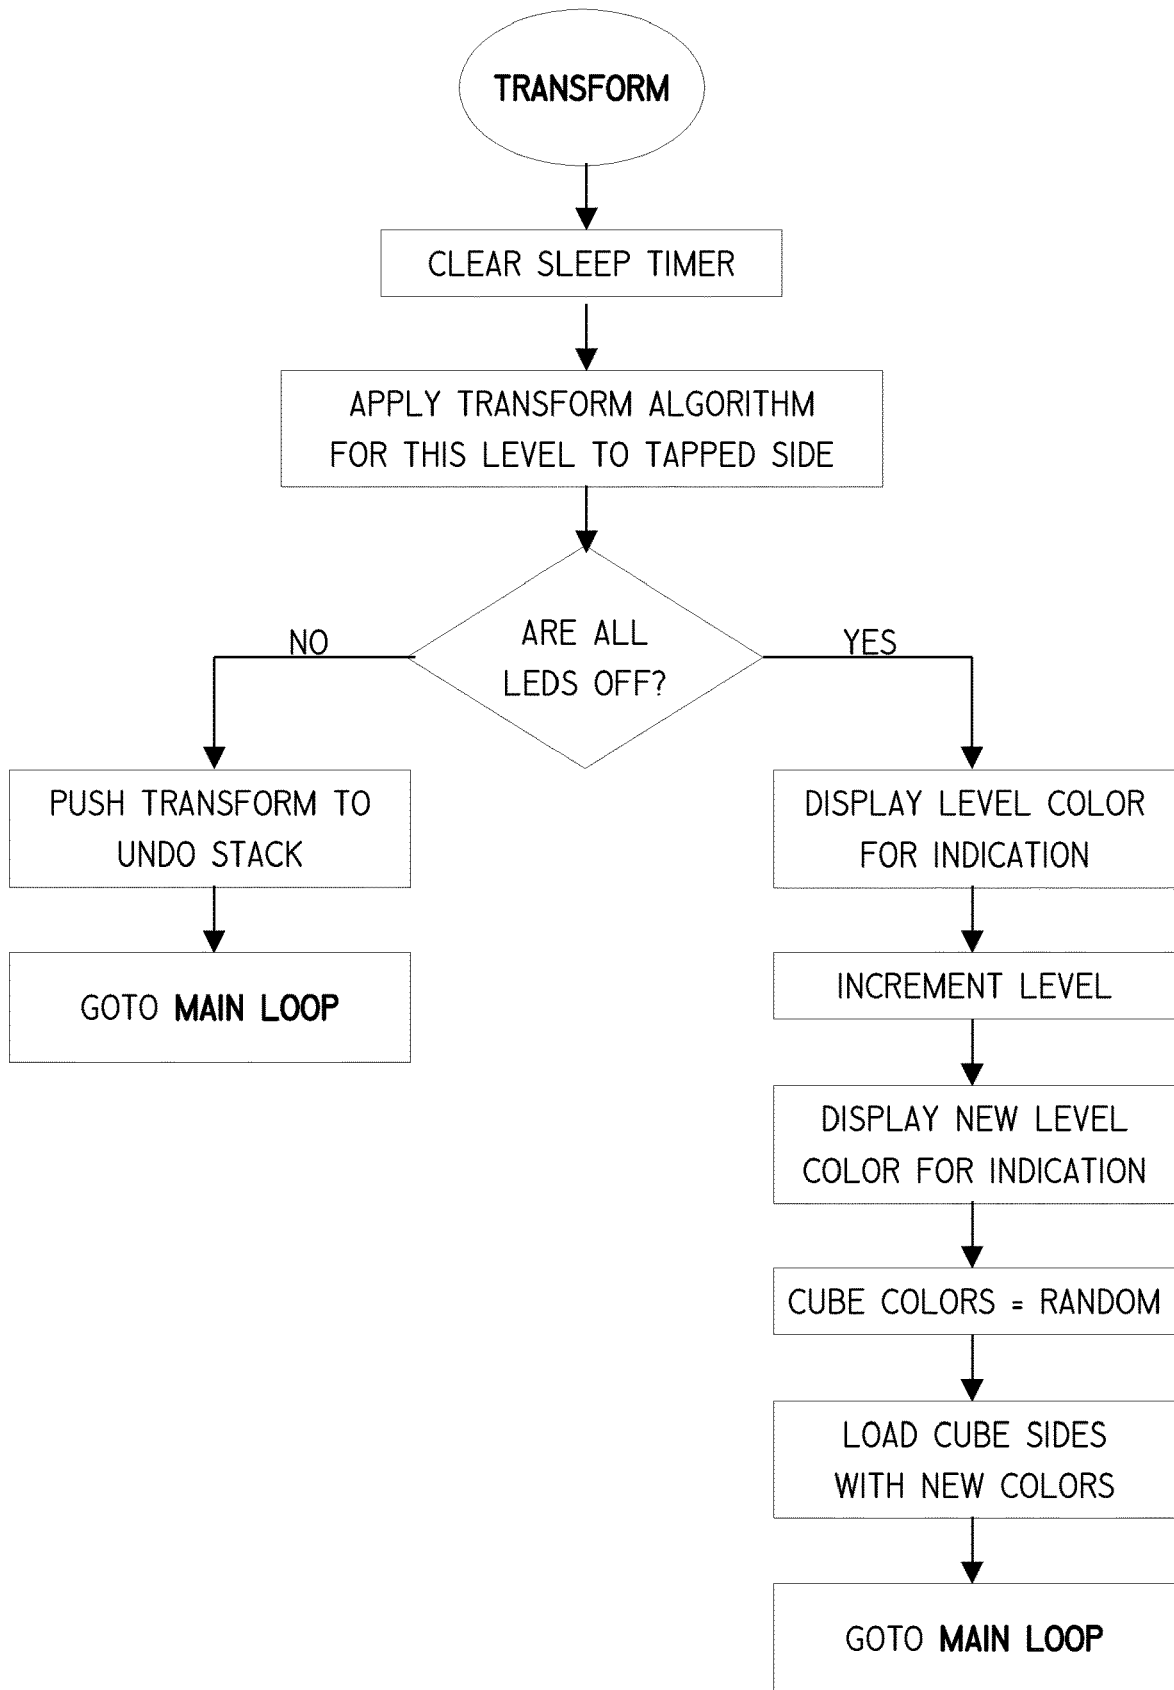 TRANSFORM
CLEAR SLEEP TIMER
APPLY TRANSFORM ALGORITHM
FOR THIS LEVEL TO TAPPED SIDE
ARE ALL
LEDS OFF?
NO
YES
PUSH TRANSFORM TO
UNDO STACK
GOTO MAIN LOOP
DISPLAY LEVEL COLOR
FOR INDICATION
INCREMENT LEVEL
DISPLAY NEW LEVEL
COLOR FOR INDICATION
CUBE COLORS = RANDOM
LOAD CUBE SIDES
WITH NEW COLORS
GOTO MAIN LOOP